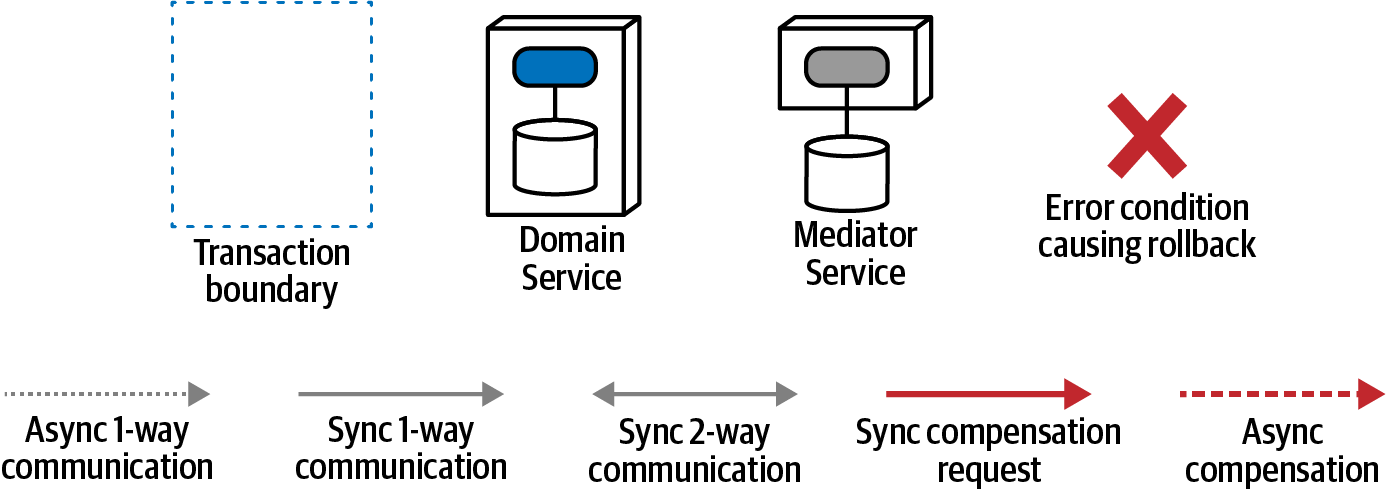 Transaction
boundary
Domain
Service
Mediator
Service
Error condition
causing rollback
Async 1-way
communication
Sync 1-way
communication
Sync 2-way
communication
Sync compensation
request
Async
compensation